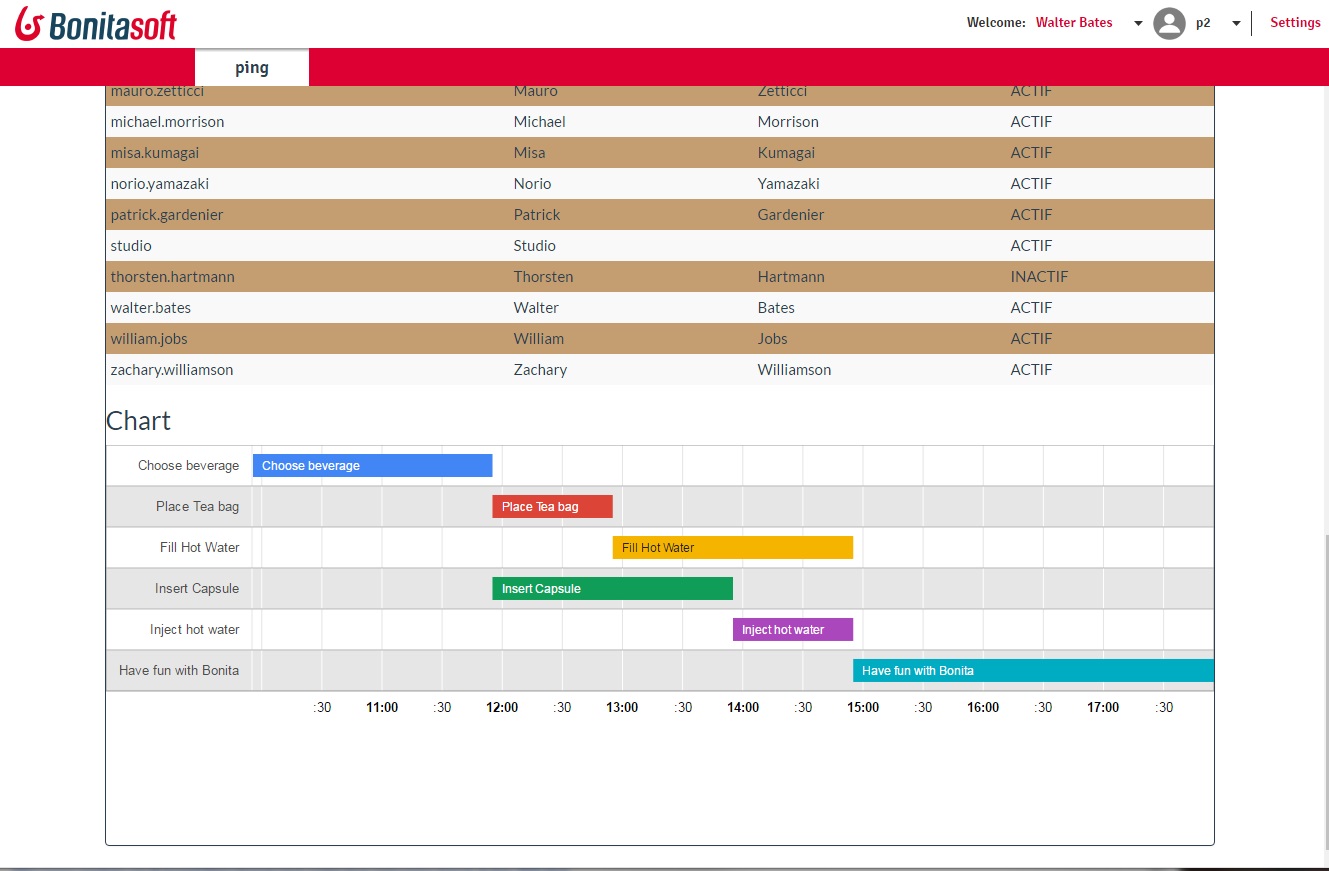 Bonitasoft
Welcome: Walter Bates p2 Settings
ping
mauro.zetticci Mauro Zetticci ACTIF
michael.morrison Michael Morrison ACTIF
misa.kumagai Misa Kumagai ACTIF
norio.yamazaki Norio Yamazaki ACTIF
patrick.gardenier Patrick Gardenier ACTIF
studio Studio ACTIF
thorsten.hartmann Thorsten Hartmann INACTIF
walter.bates Walter Bates ACTIF
william.jobs William Jobs ACTIF
zachary.williamson Zachary Williamson ACTIF
Chart
Choose beverage Choose beverage
Place Tea bag Place Tea bag
Fill Hot Water Fill Hot Water
Insert Capsule Insert Capsule
Inject hot water Inject hot water
Have fun with Bonita Have fun with Bonita
:30 11:00 :30 12:00 :30 13:00 :30 14:00 :30 15:00 :30 16:00 :30 17:00 :30